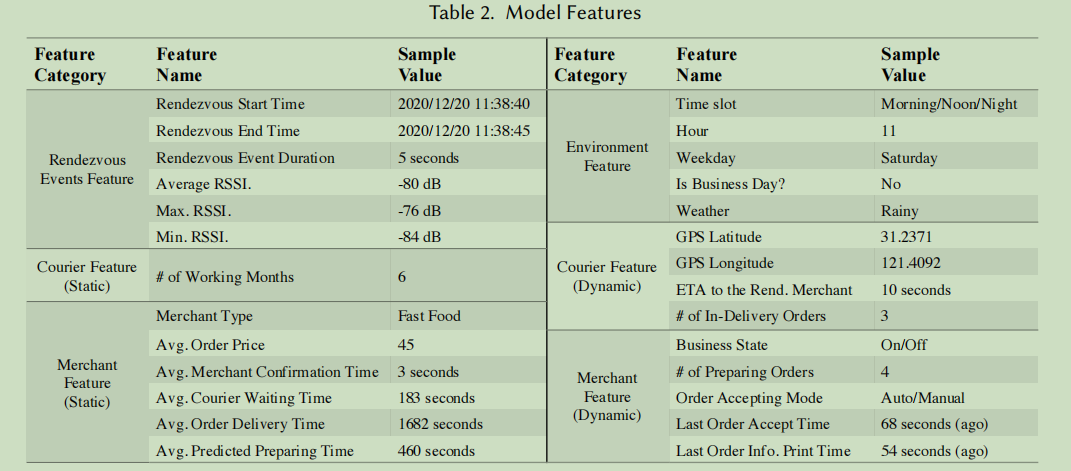 Table 2. Model Features
Feature Category Feature Name Sample Value
Rendezvous Events Feature
Rendezvous Start Time 2020/12/20 11:38:40
Rendezvous End Time 2020/12/20 11:38:45
Rendezvous Event Duration 5 seconds
Average RSSI. -80 dB
Max. RSSI. -76 dB
Min. RSSI. -84 dB
Courier Feature (Static)
# of Working Months 6
Merchant Feature (Static)
Merchant Type Fast Food
Avg. Order Price 45
Avg. Merchant Confirmation Time 3 seconds
Avg. Courier Waiting Time 183 seconds
Avg. Order Delivery Time 1682 seconds
Avg. Predicted Preparing Time 460 seconds
Feature Category Feature Name Sample Value
Environment Feature
Time slot Morning/Noon/Night
Hour 11
Weekday Saturday
Is Business Day? No
Weather Rainy
Courier Feature (Dynamic)
GPS Latitude 31.2371
GPS Longitude 121.4092
ETA to the Rend. Merchant 10 seconds
# of In-Delivery Orders 3
Merchant Feature (Dynamic)
Business State On/Off
# of Preparing Orders 4
Order Accepting Mode Auto/Manual
Last Order Accept Time 68 seconds (ago)
Last Order Info. Print Time 54 seconds (ago)